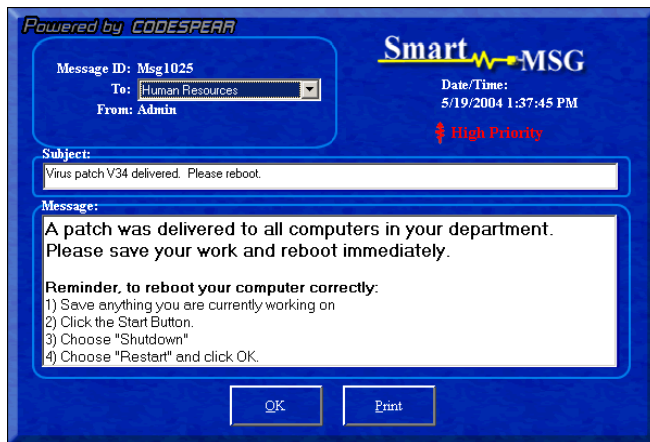 Powered by CODESPEAR
Smart MSG
Message ID: Msg1025
To: Human Resources
From: Admin
Date/Time:
5/19/2004 1:37:45 PM
High Priority
Subject:
Virus patch V34 delivered. Please reboot.
Message:
A patch was delivered to all computers in your department.
Please save your work and reboot immediately.
Reminder, to reboot your computer correctly:
1) Save anything you are currently working on
2) Click the Start Button.
3) Choose "Shutdown"
4) Choose "Restart" and click OK.
OK
Print